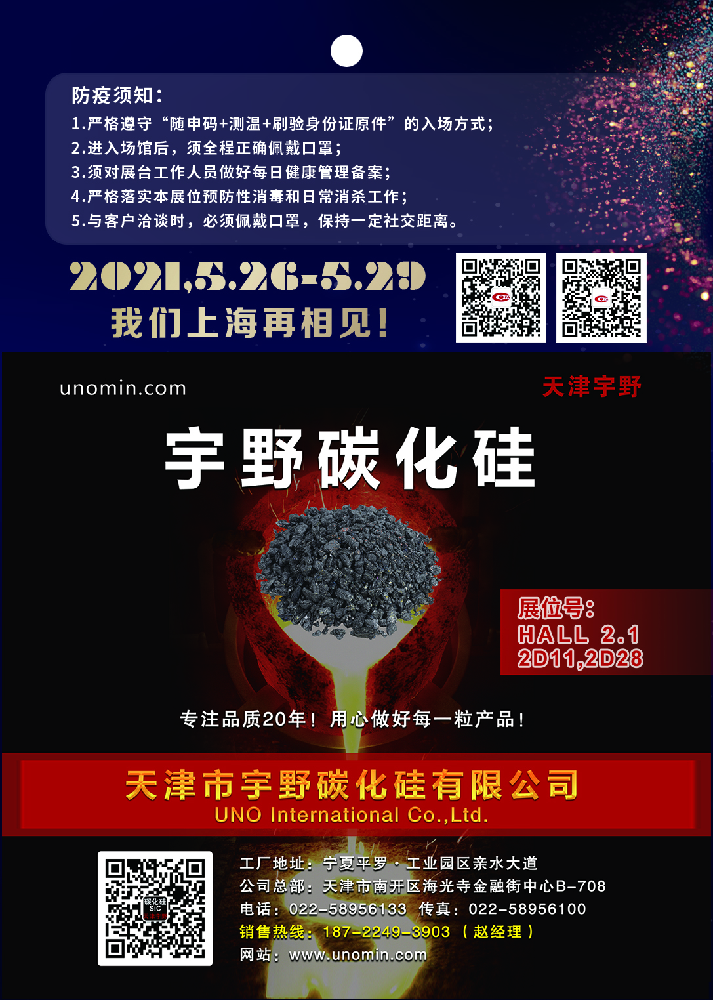 防疫须知：
1.严格遵守“随申码+测温+刷验身份证原件”的入场方式；
2.进入场馆后，须全程正确佩戴口罩；
3.须对展台工作人员做好每日健康管理备案；
4.严格落实本展位预防性消毒和日常消杀工作；
5.与客户洽谈时，必须佩戴口罩，保持一定社交距离。
2021,5.26-5.29
我们上海再相见！
unomin.com
天津宇野
宇野碳化硅
展位号：
HALL 2.1
2D11,2D28
专注品质20年！用心做好每一粒产品！
天津市宇野碳化硅有限公司
UNO International Co.,Ltd.
碳化硅
SiC
天津宇野
工厂地址：宁夏平罗·工业园区亲水大道
公司总部：天津市南开区海光寺金融街中心B-708
电话：022-58956133 传真：022-58956100
销售热线：187-2249-3903（赵经理）
网站：www.unomin.com